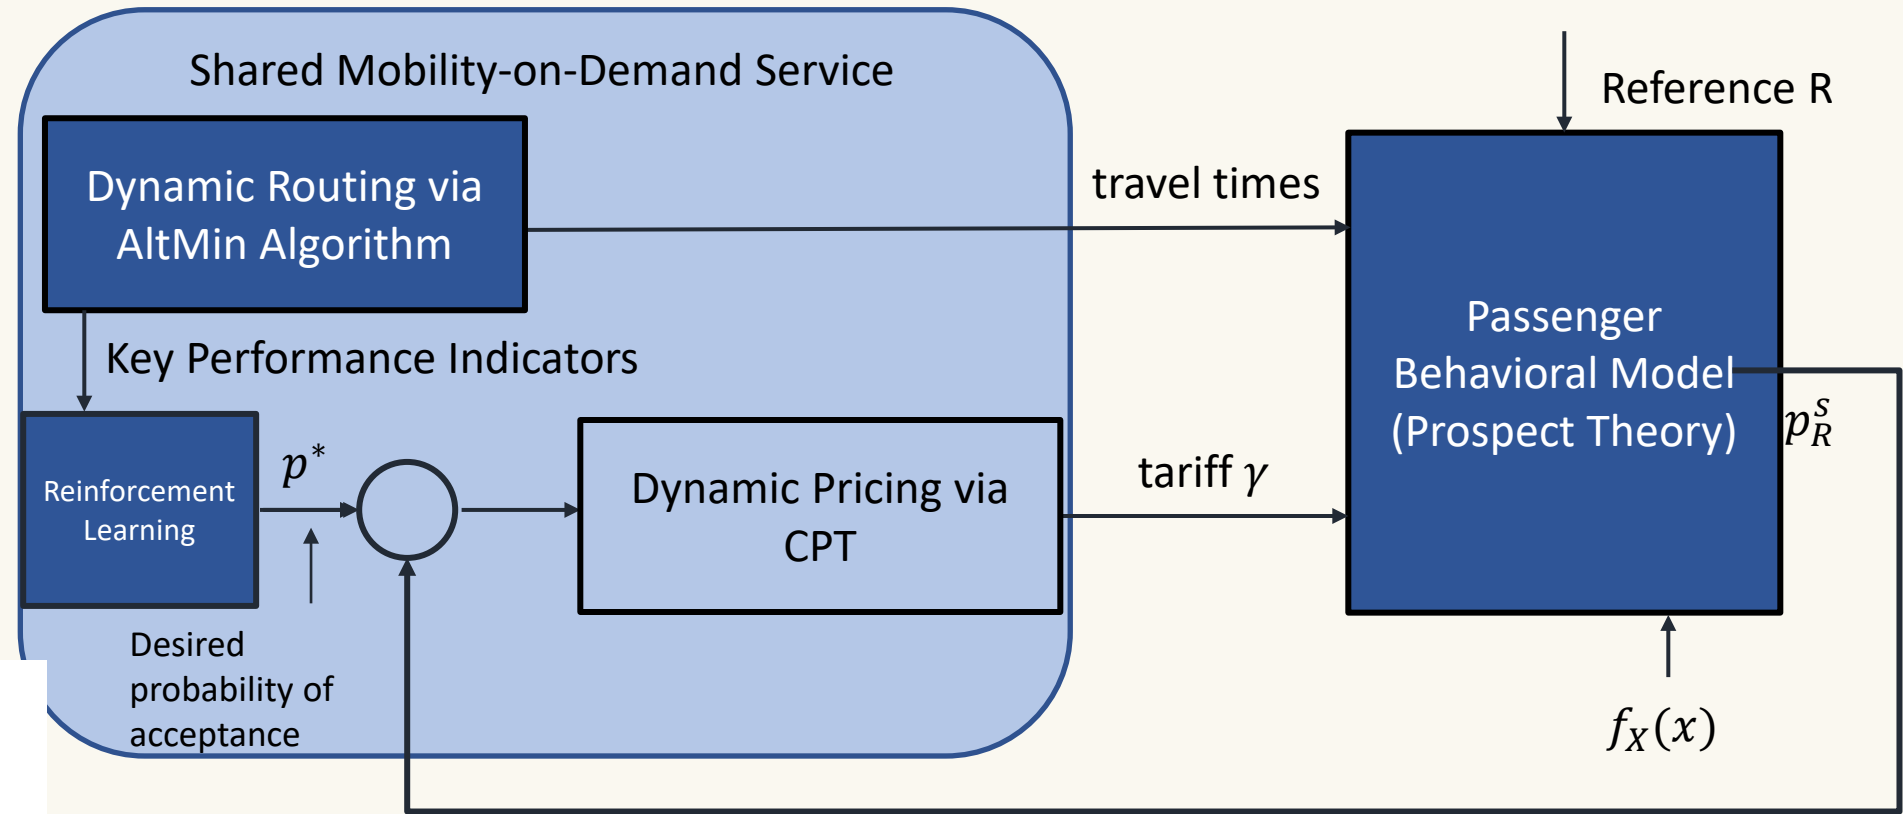 Shared Mobility-on-Demand Service
Reference R
Dynamic Routing via
AltMin Algorithm
travel times
Key Performance Indicators
Passenger
Behavioral Model
(Prospect Theory)
p_R^s
Reinforcement
Learning
p*
Dynamic Pricing via
CPT
tariff γ
Desired
probability of
acceptance
f_X(x)